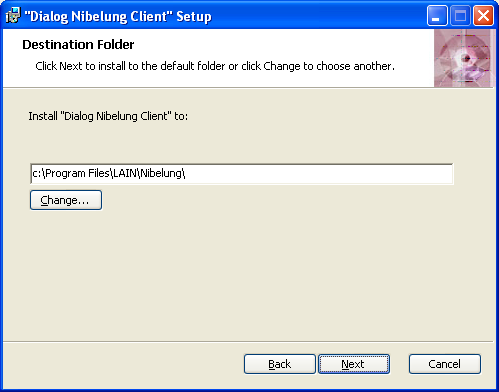 "Dialog Nibelung Client" Setup
Destination Folder
Click Next to install to the default folder or click Change to choose another.
Install "Dialog Nibelung Client" to:
c:\Program Files\LAIN\Nibelung\
Change...
Back Next Cancel